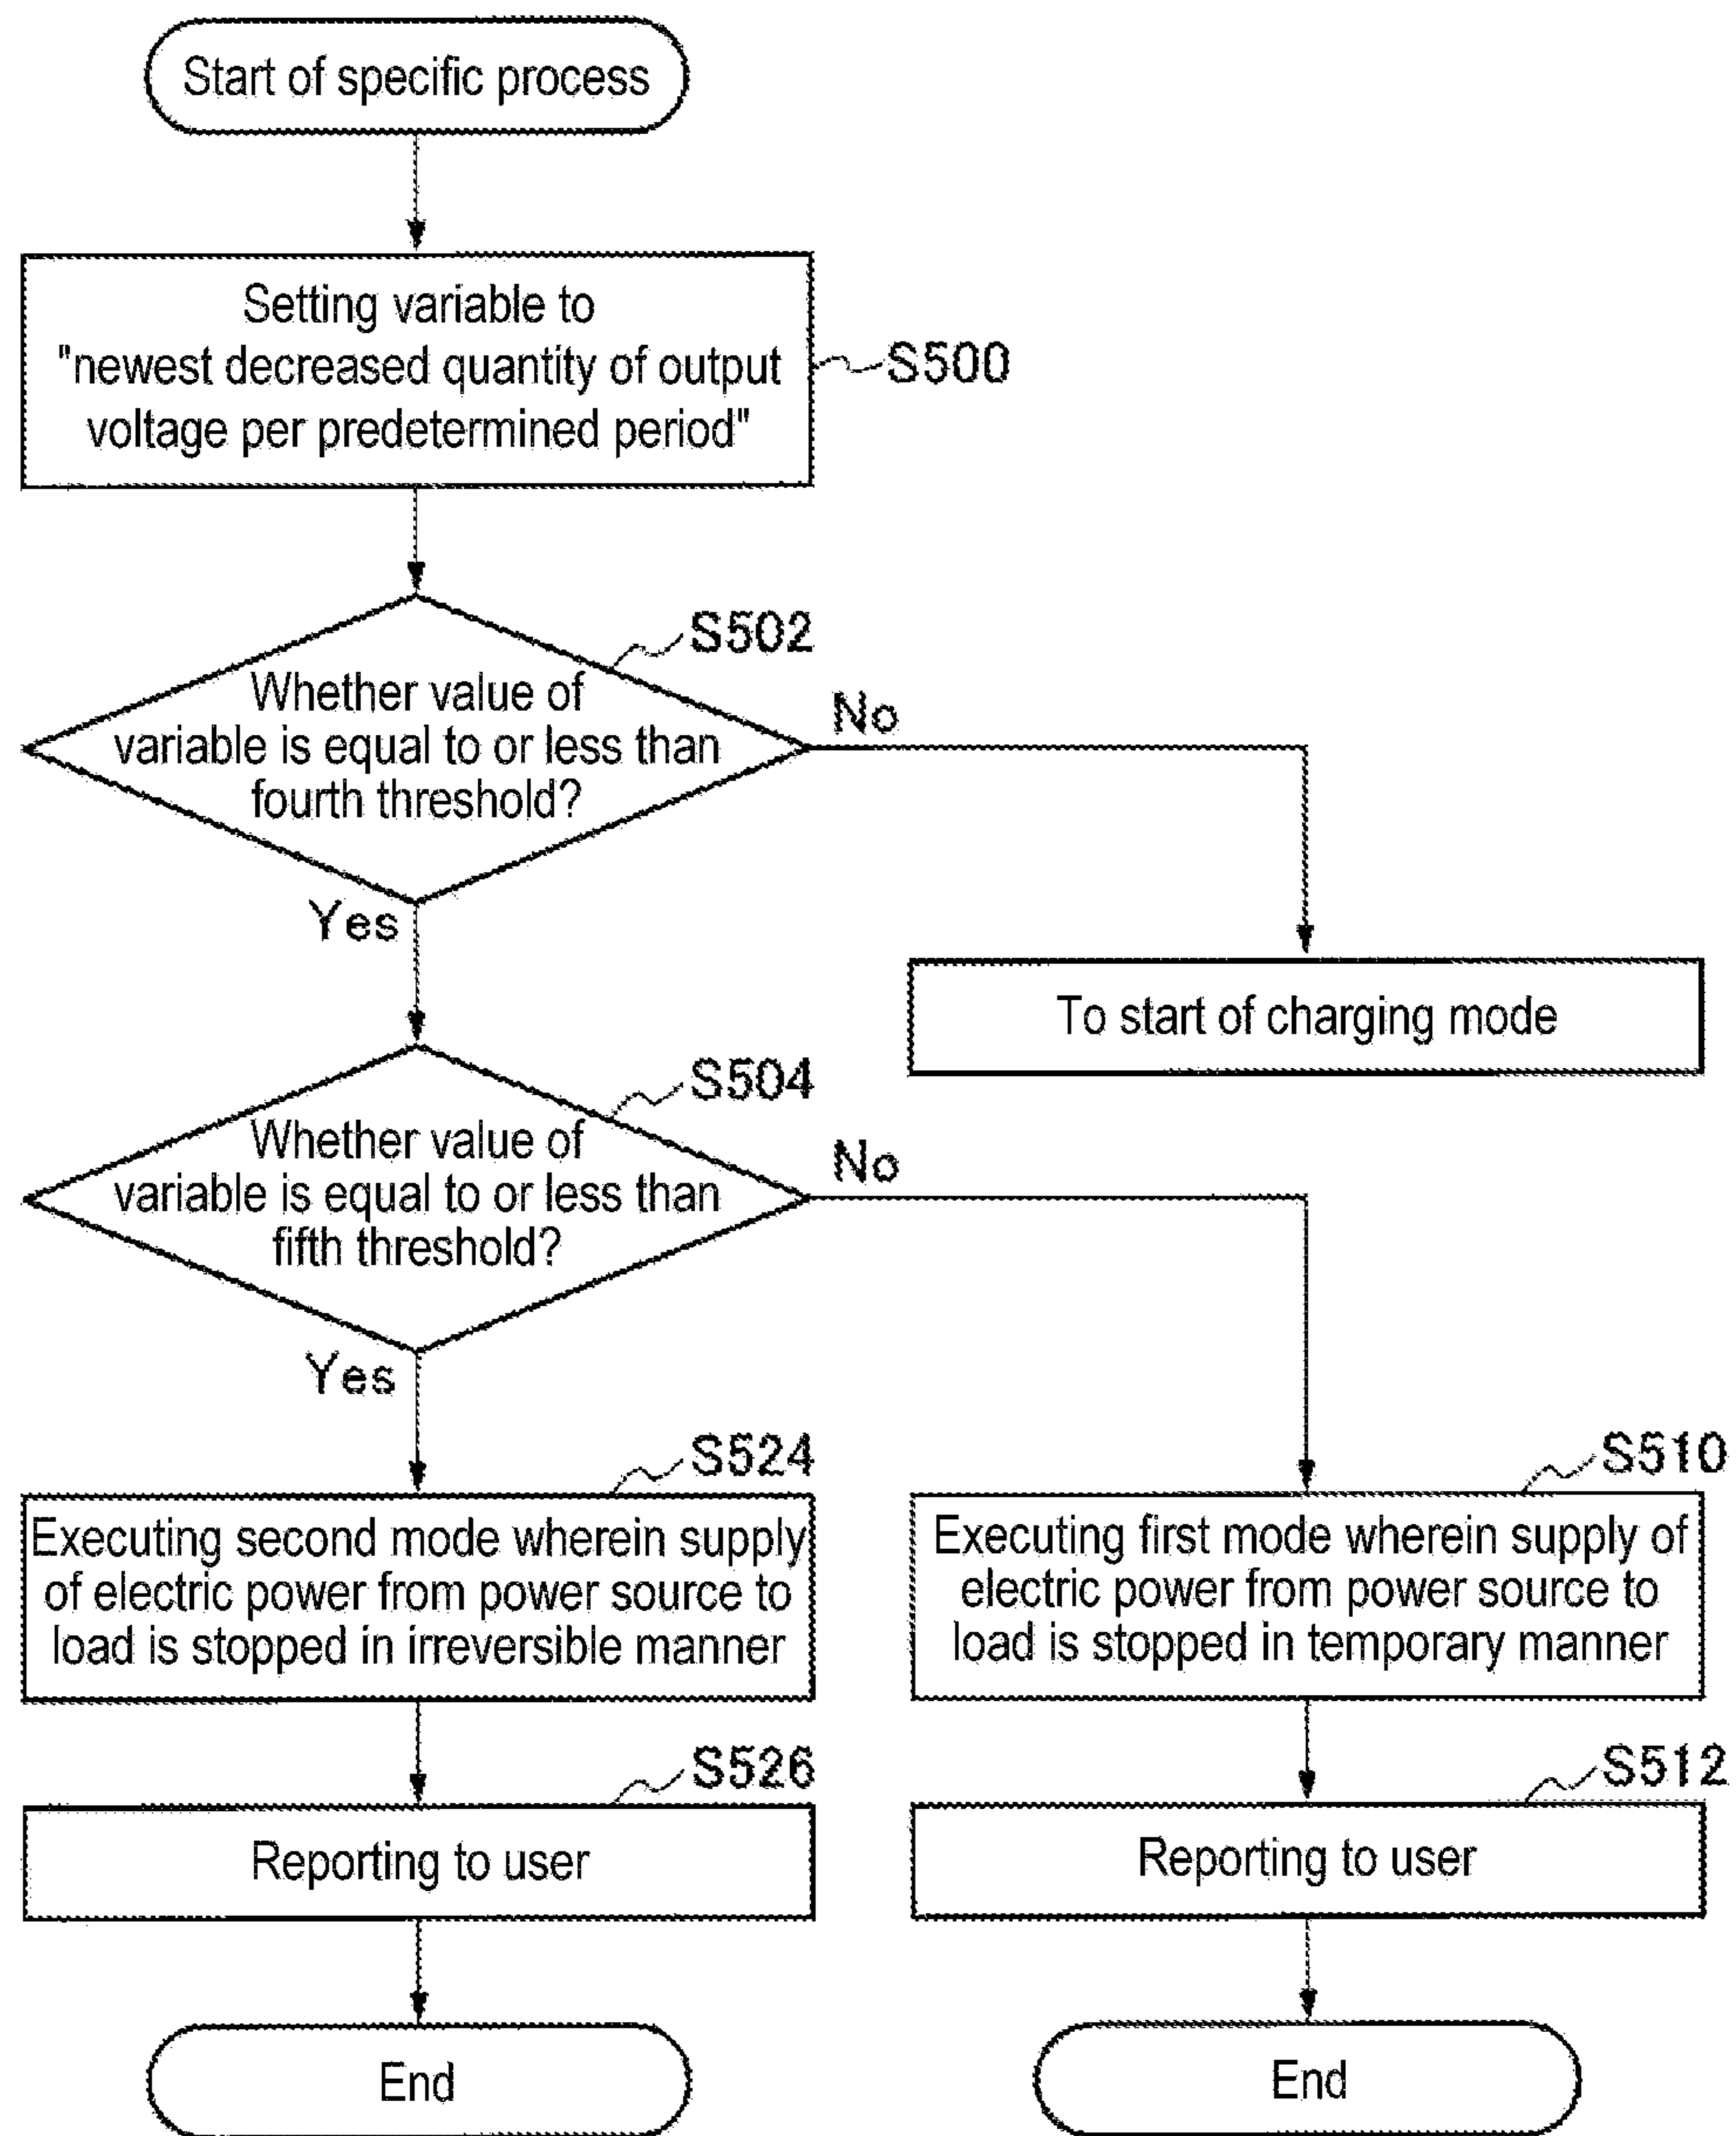 Start of specific process
Setting variable to
"newest decreased quantity of output
voltage per predetermined period"
S500
S502
Whether value of
variable is equal to or less than
fourth threshold?
No
Yes
To start of charging mode
S504
Whether value of
variable is equal to or less than
fifth threshold?
No
Yes
S524
Executing second mode wherein supply
of electric power from power source to
load is stopped in irreversible manner
S510
Executing first mode wherein supply of
electric power from power source to
load is stopped in temporary manner
S526
Reporting to user
S512
Reporting to user
End
End